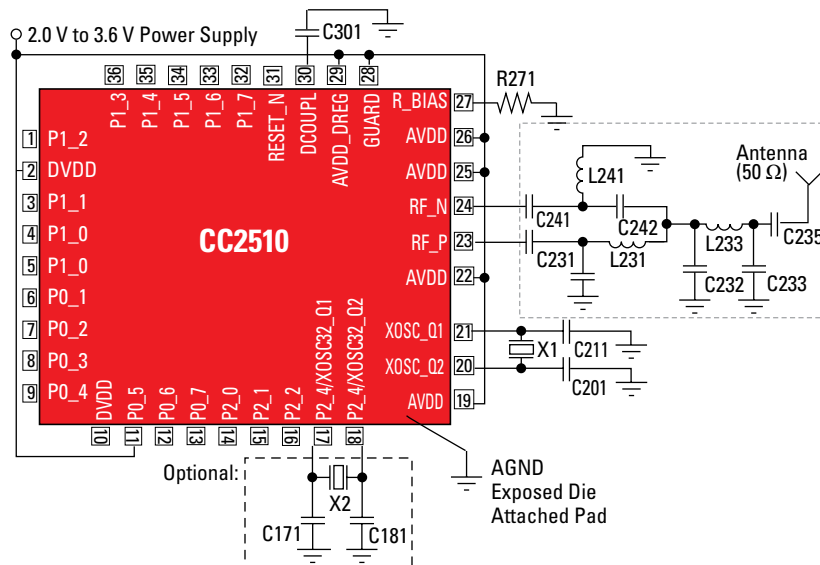 2.0 V to 3.6 V Power Supply
C301
36 35 34 33 32 31 30 29 28
P1_3 P1_4 P1_5 P1_6 P1_7 RESET_N DCOUPL AVDD_DREG GUARD
1 P1_2
2 DVDD
3 P1_1
4 P1_0
5 P1_0
6 P0_1
7 P0_2
8 P0_3
9 P0_4
CC2510
R_BIAS 27 R271
AVDD 26
AVDD 25
RF_N 24
RF_P 23
AVDD 22
XOSC_Q1 21
XOSC_Q2 20
AVDD 19
DVDD P0_5 P0_6 P0_7 P2_0 P2_1 P2_2 P2_4/XOSC32_Q1 P2_4/XOSC32_Q2
10 11 12 13 14 15 16 17 18
Antenna
(50 Ω)
L241
C241
C242
C235
C231
L231
L233
C232
C233
X1
C211
C201
Optional:
X2
C171
C181
AGND
Exposed Die
Attached Pad